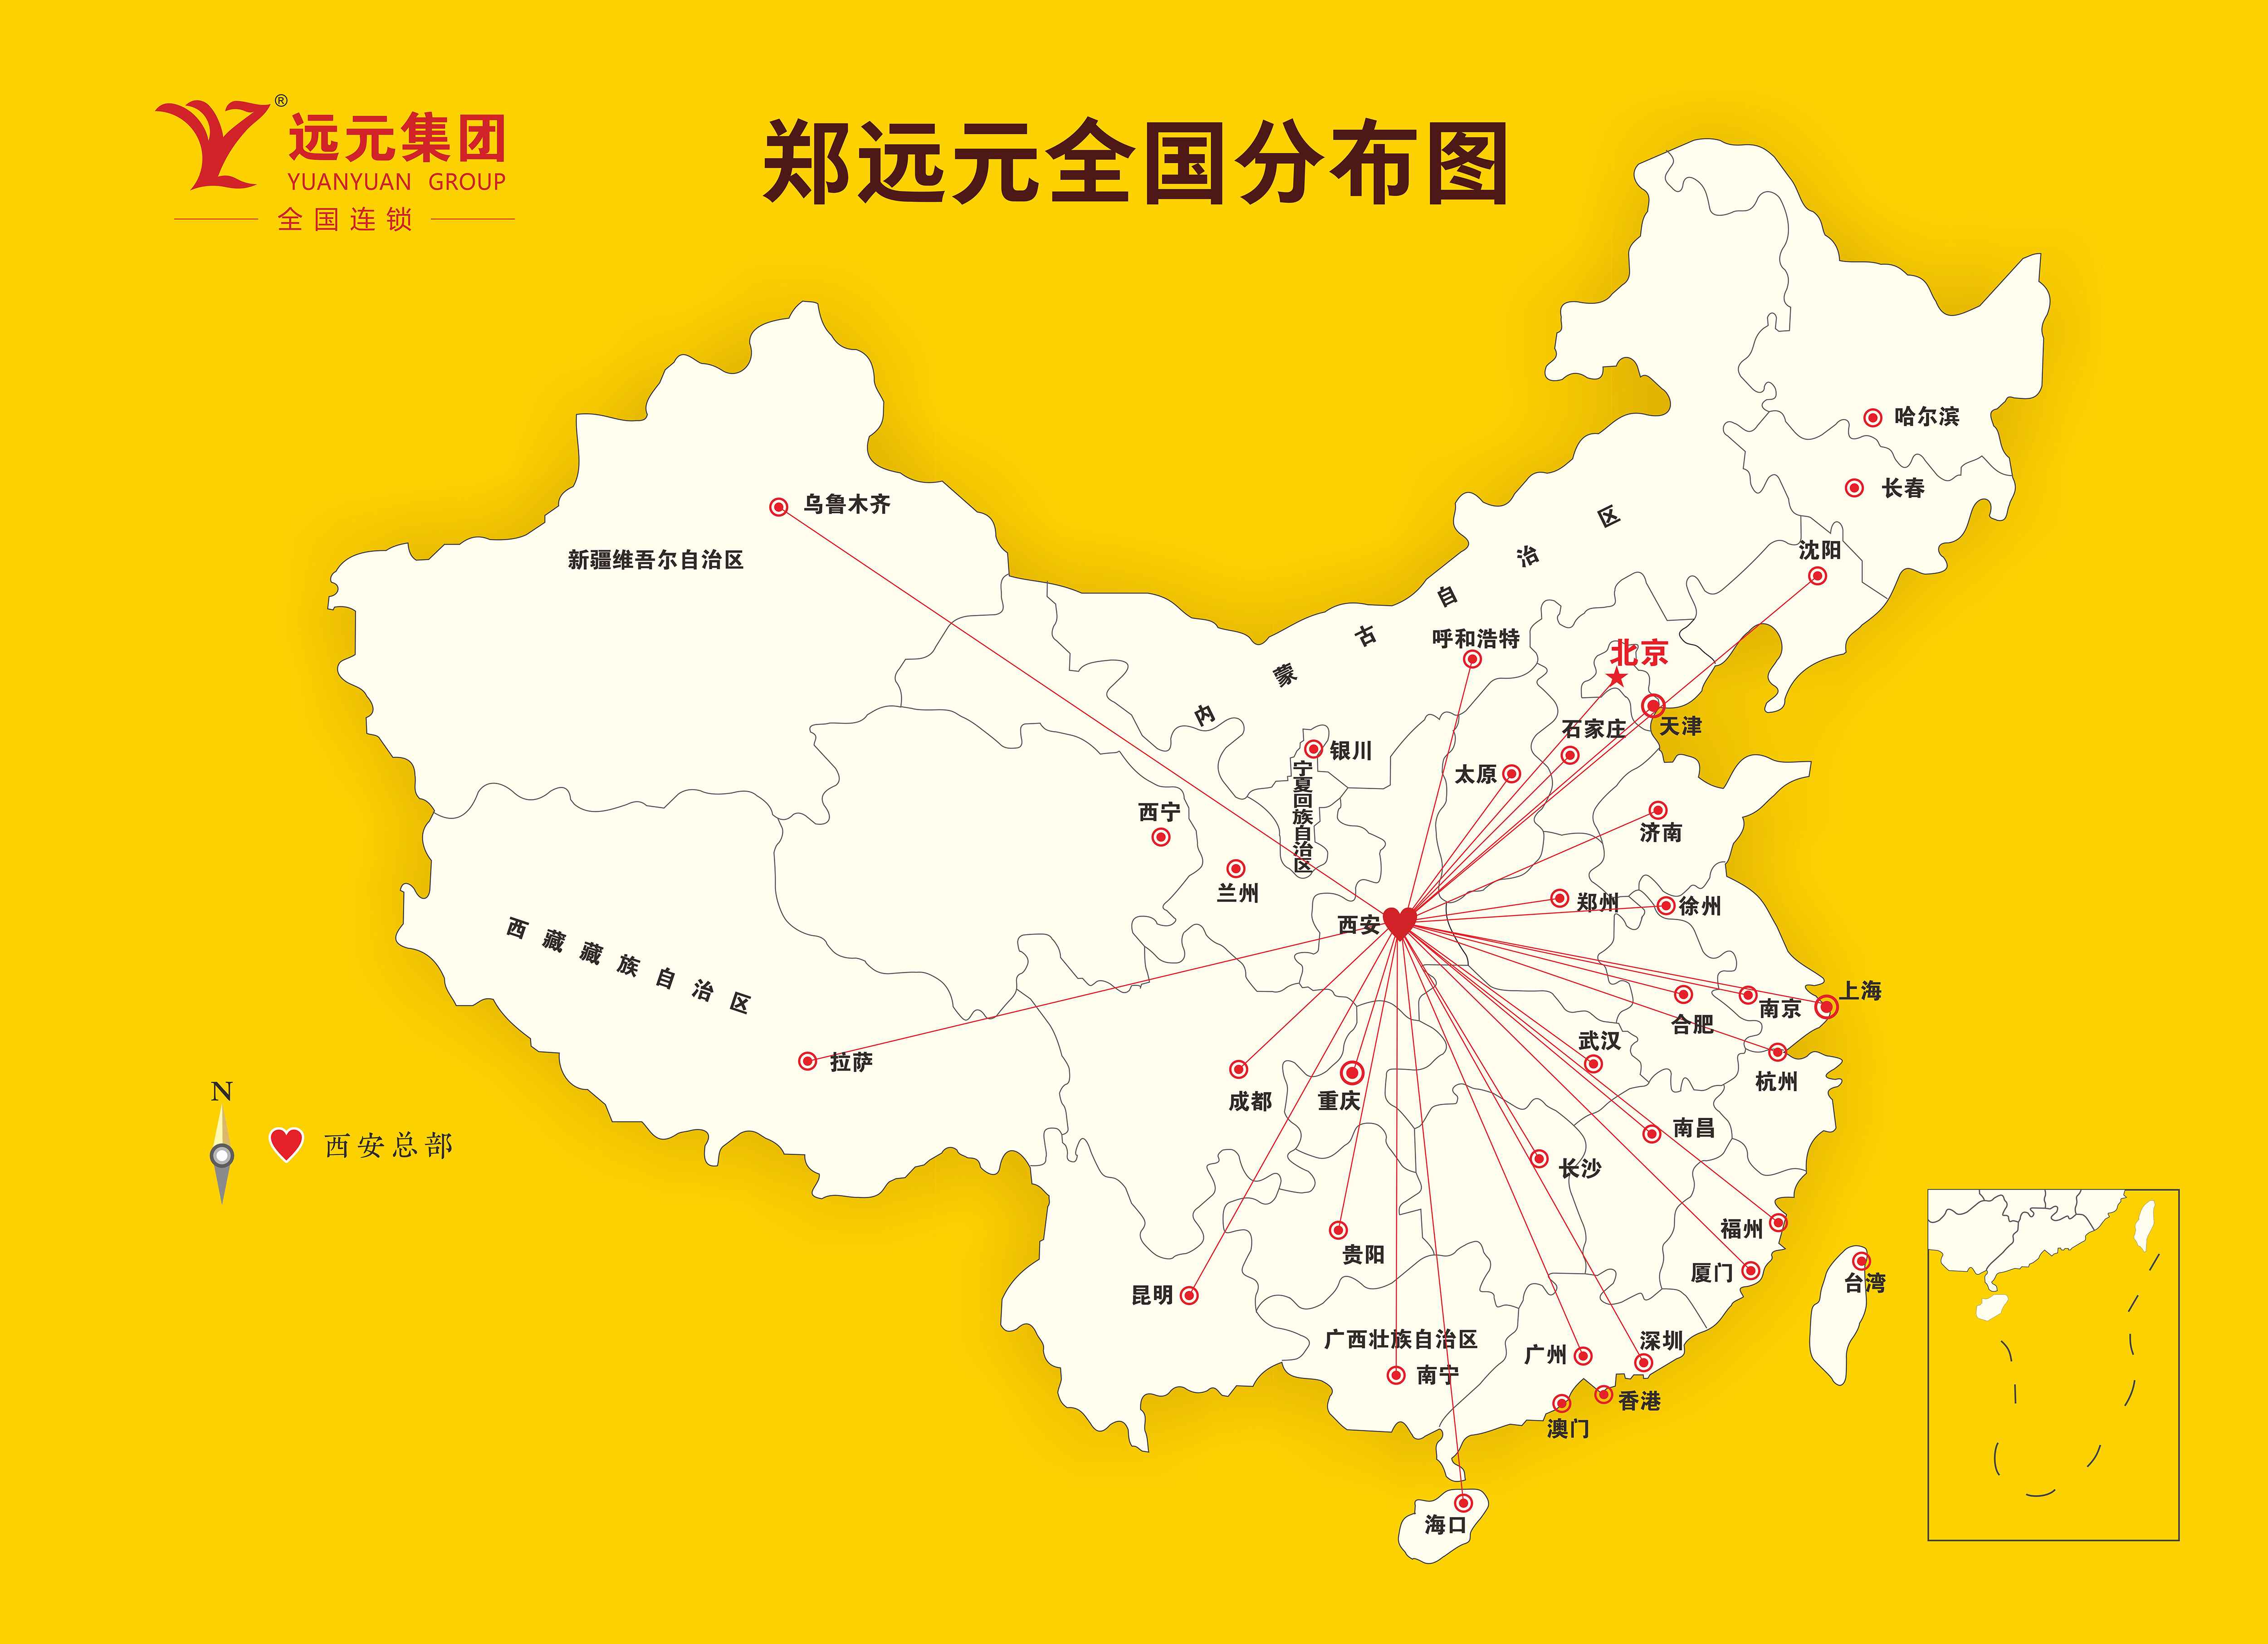 ®
远元集团
YUANYUAN GROUP
全国连锁
郑远元全国分布图
哈尔滨
长春
乌鲁木齐
新疆维吾尔自治区
沈阳
内蒙古自治区
呼和浩特
北京
天津
石家庄
银川
宁夏回族自治区
太原
西宁
济南
兰州
郑州
徐州
西安
西藏藏族自治区
上海
南京
合肥
武汉
拉萨
杭州
成都
重庆
南昌
长沙
N
西安总部
福州
贵阳
厦门
台湾
昆明
广西壮族自治区
广州
深圳
南宁
香港
澳门
海口